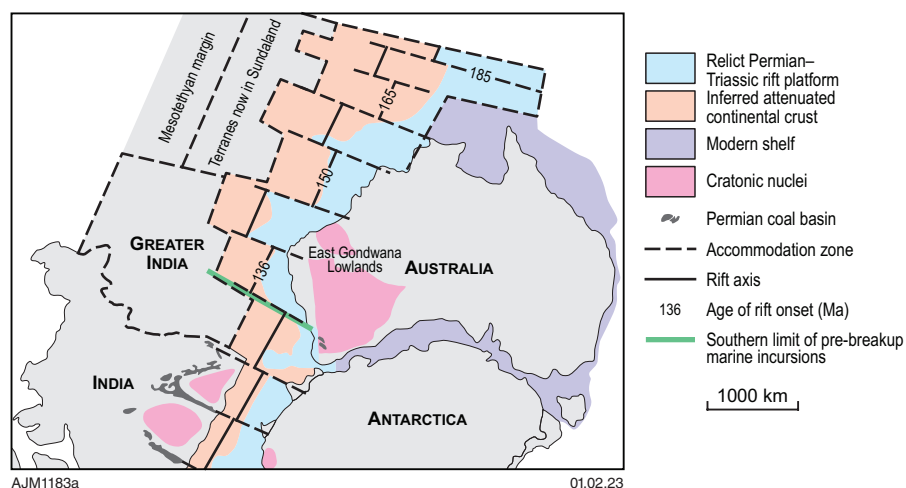 Mesotethyan margin
Terranes now in Sundaland
185
165
150
136
GREATER
INDIA
East Gondwana
Lowlands
AUSTRALIA
INDIA
ANTARCTICA
Relict Permian–
Triassic rift platform
Inferred attenuated
continental crust
Modern shelf
Cratonic nuclei
Permian coal basin
Accommodation zone
Rift axis
136 Age of rift onset (Ma)
Southern limit of pre-breakup
marine incursions
1000 km
AJM1183a
01.02.23